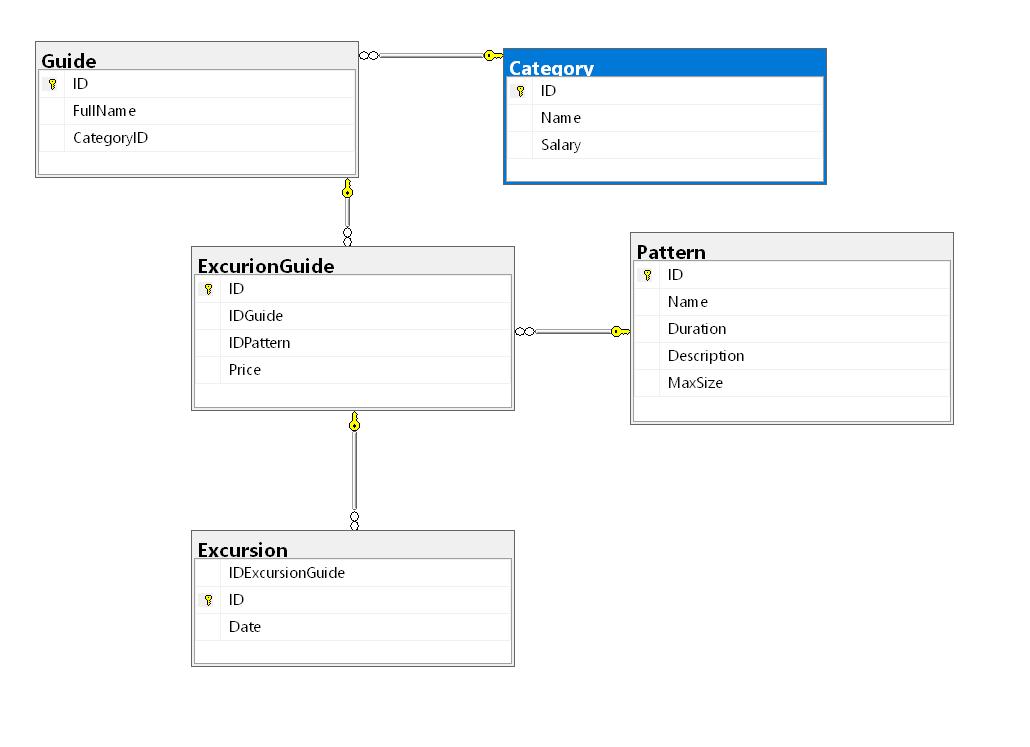 Guide
ID
FullName
CategoryID
Category
ID
Name
Salary
ExcurionGuide
ID
IDGuide
IDPattern
Price
Pattern
ID
Name
Duration
Description
MaxSize
Excursion
IDExcursionGuide
ID
Date